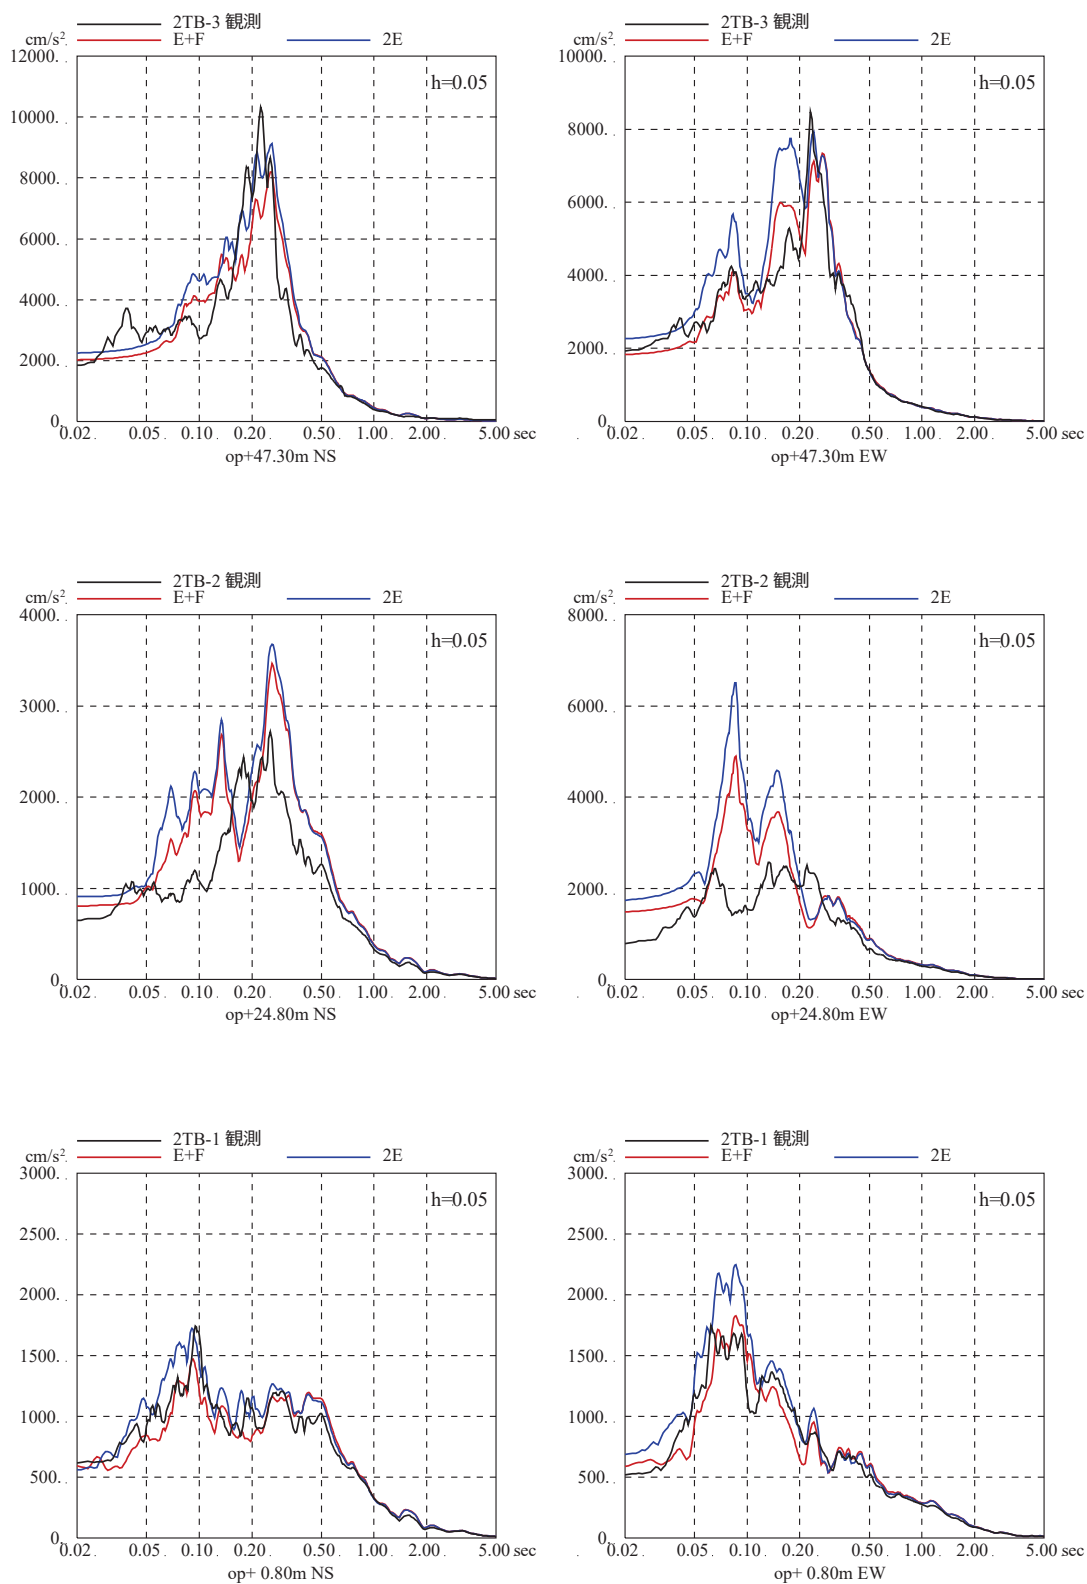 2TB-3 観測
cm/s² E+F 2E
12000.
h=0.05
10000.
8000.
6000.
4000.
2000.
0.
0.02 0.05 0.10 0.20 0.50 1.00 2.00 5.00 sec
op+47.30m NS
2TB-3 観測
cm/s² E+F 2E
10000.
h=0.05
8000.
6000.
4000.
2000.
0.
0.02 0.05 0.10 0.20 0.50 1.00 2.00 5.00 sec
op+47.30m EW
2TB-2 観測
cm/s² E+F 2E
4000.
h=0.05
3000.
2000.
1000.
0.
0.02 0.05 0.10 0.20 0.50 1.00 2.00 5.00 sec
op+24.80m NS
2TB-2 観測
cm/s² E+F 2E
8000.
h=0.05
6000.
4000.
2000.
0.
0.02 0.05 0.10 0.20 0.50 1.00 2.00 5.00 sec
op+24.80m EW
2TB-1 観測
cm/s² E+F 2E
3000.
h=0.05
2500.
2000.
1500.
1000.
500.
0.
0.02 0.05 0.10 0.20 0.50 1.00 2.00 5.00 sec
op+ 0.80m NS
2TB-1 観測
cm/s² E+F 2E
3000.
h=0.05
2500.
2000.
1500.
1000.
500.
0.
0.02 0.05 0.10 0.20 0.50 1.00 2.00 5.00 sec
op+ 0.80m EW